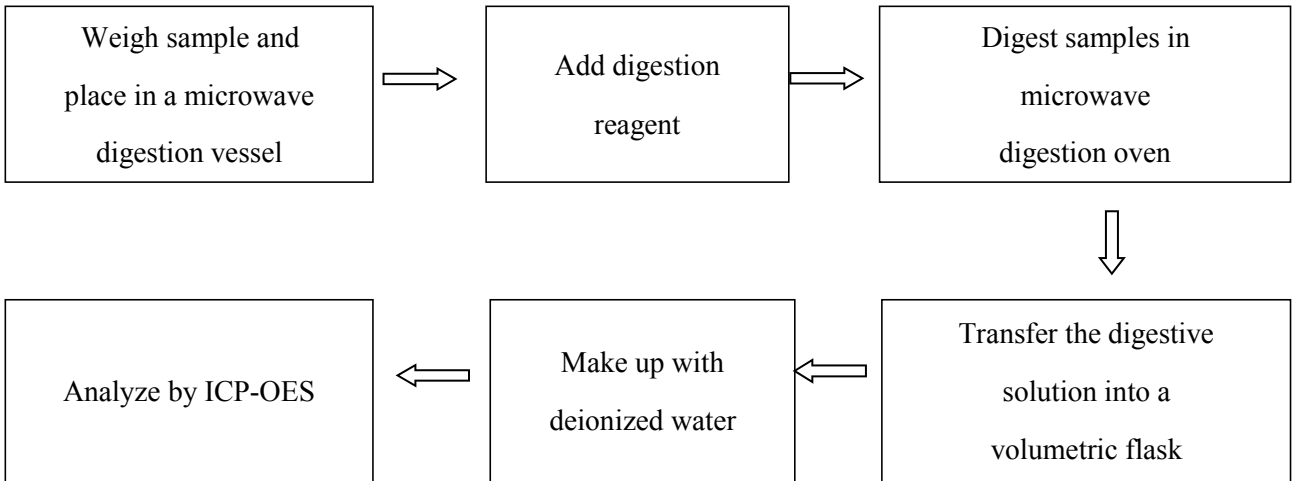 Weigh sample and
place in a microwave
digestion vessel
Add digestion
reagent
Digest samples in
microwave
digestion oven
Transfer the digestive
solution into a
volumetric flask
Make up with
deionized water
Analyze by ICP-OES